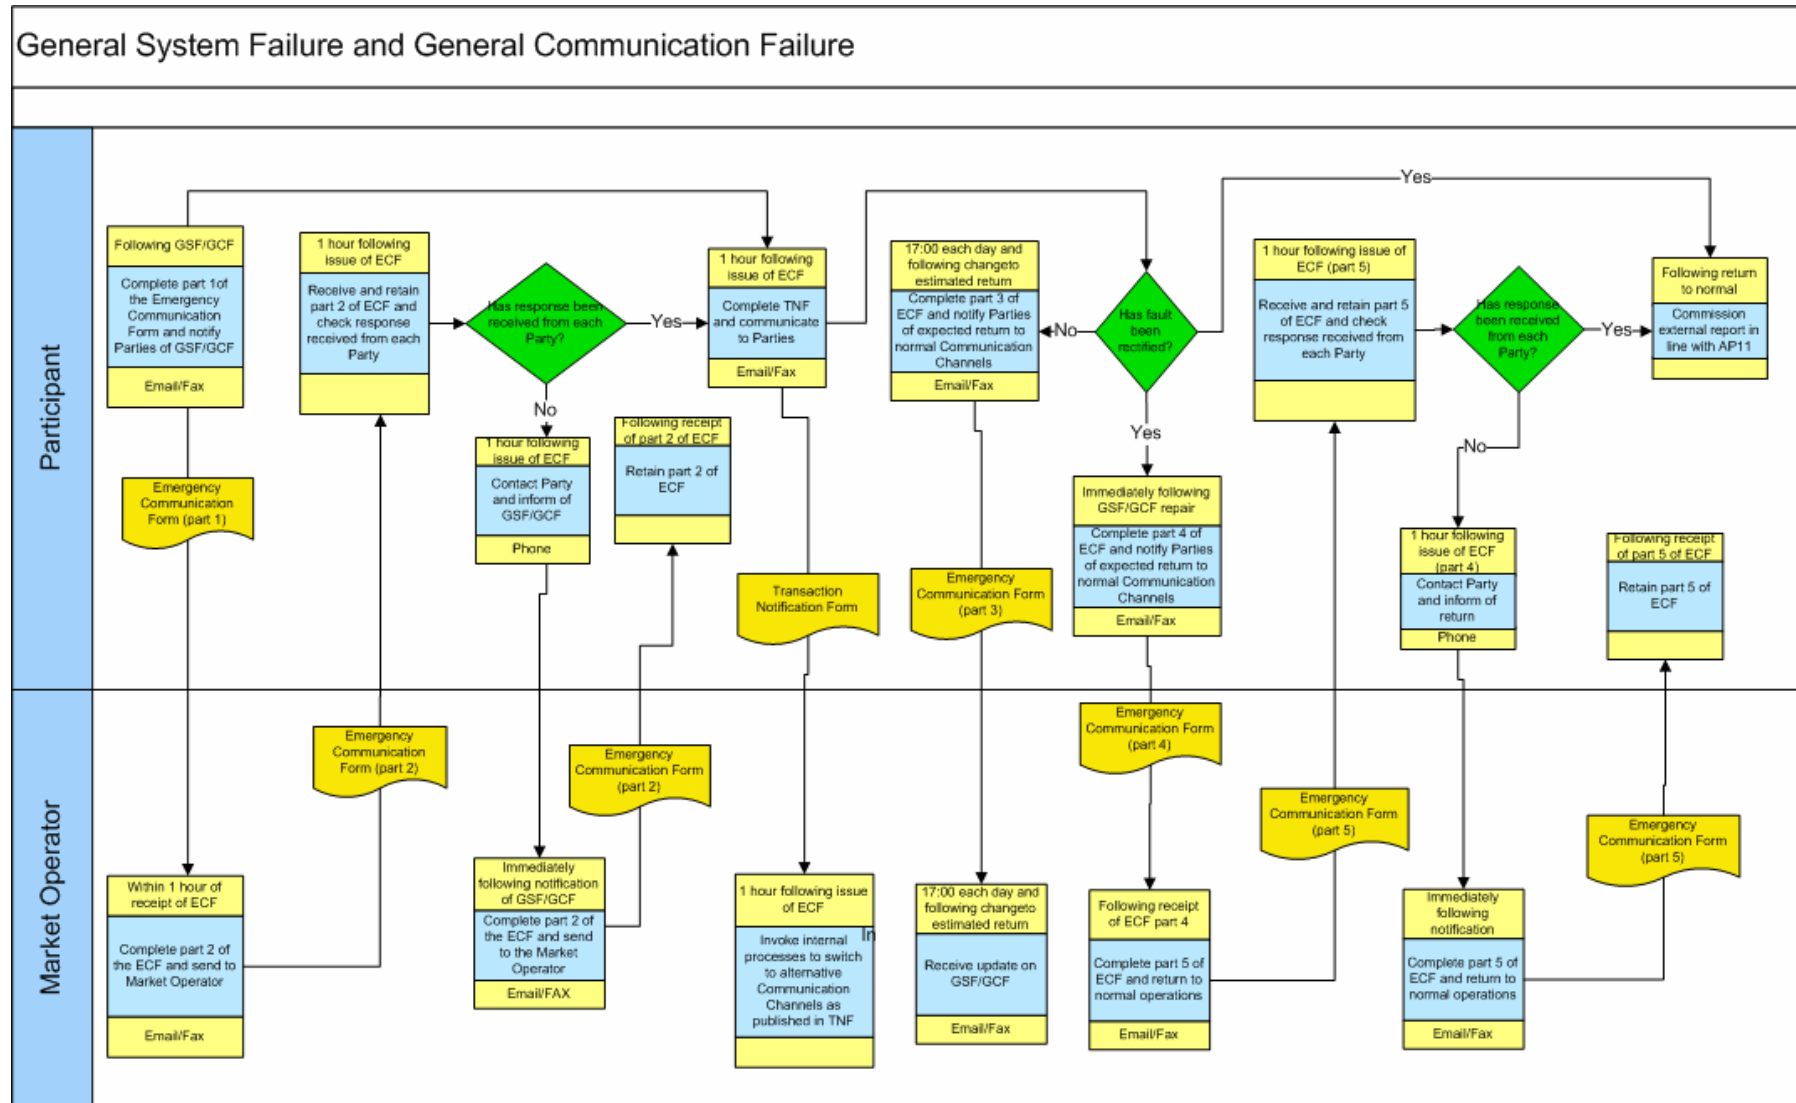 General System Failure and General Communication Failure
Participant
Following GSF/GCF
Complete part 1of
the Emergency
Communication
Form and notify
Parties of GSF/GCF
Email/Fax
Emergency
Communication
Form (part 1)
1 hour following
issue of ECF
Receive and retain
part 2 of ECF and
check response
received from each
Party
Has response been
received from each
Party?
Yes
No
1 hour following
issue of ECF
Contact Party
and inform of
GSF/GCF
Phone
Following receipt
of part 2 of ECF
Retain part 2 of
ECF
1 hour following
issue of ECF
Complete TNF
and communicate
to Parties
Email/Fax
Transaction
Notification Form
17:00 each day and
following changeto
estimated return
Complete part 3 of
ECF and notify Parties
of expected return to
normal Communication
Channels
Email/Fax
Emergency
Communication Form
(part 3)
No
Has fault
been
rectified?
Yes
Yes
Immediately following
GSF/GCF repair
Complete part 4 of
ECF and notify Parties
of expected return to
normal Communication
Channels
Email/Fax
1 hour following issue of
ECF (part 5)
Receive and retain part 5
of ECF and check
response received from
each Party
Has response
been received
from each
Party?
Yes
No
1 hour following
issue of ECF
(part 4)
Contact Party
and inform of
return
Phone
Following return
to normal
Commission
external report in
line with AP11
Following receipt
of part 5 of ECF
Retain part 5 of
ECF
Market Operator
Within 1 hour of
receipt of ECF
Complete part 2 of
the ECF and send to
Market Operator
Email/Fax
Emergency
Communication
Form (part 2)
Immediately
following notification
of GSF/GCF
Complete part 2 of
the ECF and send
to the Market
Operator
Email/FAX
Emergency
Communication Form
(part 2)
1 hour following issue
of ECF
In
Invoke internal
processes to switch
to alternative
Communication
Channels as
published in TNF
17:00 each day and
following changeto
estimated return
Receive update on
GSF/GCF
Email/Fax
Emergency
Communication Form
(part 4)
Following receipt
of ECF part 4
Complete part 5 of
ECF and return to
normal operations
Email/Fax
Emergency
Communication Form
(part 5)
Immediately
following
notification
Complete part 5 of
ECF and return to
normal operations
Email/Fax
Emergency
Communication Form
(part 5)